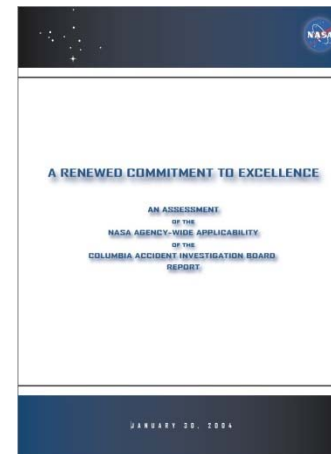 NASA
A RENEWED COMMITMENT TO EXCELLENCE
AN ASSESSMENT
OF THE
NASA AGENCY-WIDE APPLICABILITY
OF THE
COLUMBIA ACCIDENT INVESTIGATION BOARD
REPORT
JANUARY 30, 2004